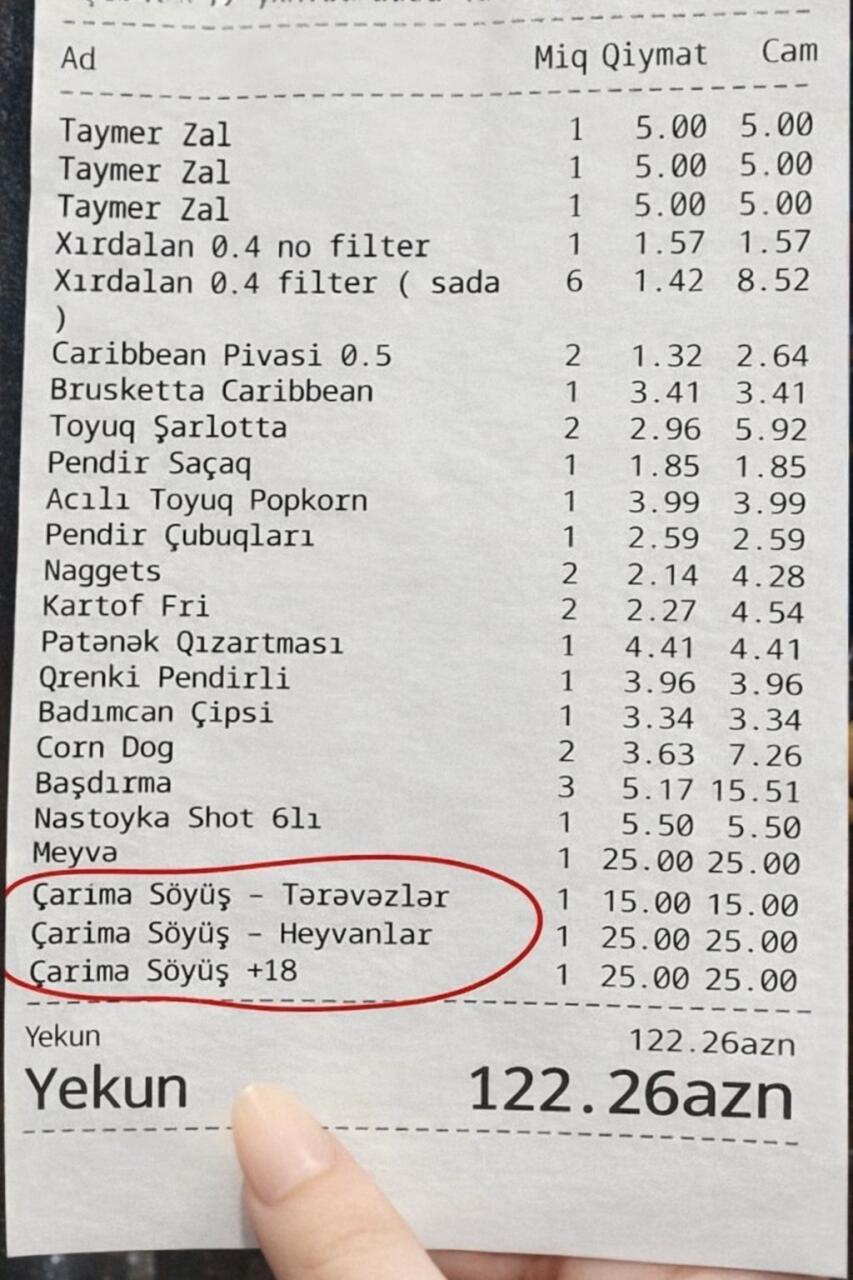 Ad Miq Qiymat Cam
Taymer Zal 1 5.00 5.00
Taymer Zal 1 5.00 5.00
Taymer Zal 1 5.00 5.00
Xırdalan 0.4 no filter 1 1.57 1.57
Xırdalan 0.4 filter ( sada 6 1.42 8.52
)
Caribbean Pivasi 0.5 2 1.32 2.64
Brusketta Caribbean 1 3.41 3.41
Toyuq Şarlotta 2 2.96 5.92
Pendir Saçaq 1 1.85 1.85
Acılı Toyuq Popkorn 1 3.99 3.99
Pendir Çubuqları 1 2.59 2.59
Naggets 2 2.14 4.28
Kartof Fri 2 2.27 4.54
Patənək Qızartması 1 4.41 4.41
Qrenki Pendirli 1 3.96 3.96
Badımcan Çipsi 1 3.34 3.34
Corn Dog 2 3.63 7.26
Başdırma 3 5.17 15.51
Nastoyka Shot 6lı 1 5.50 5.50
Meyva 1 25.00 25.00
Çarima Söyüş – Tərəvəzlər 1 15.00 15.00
Çarima Söyüş – Heyvanlar 1 25.00 25.00
Çarima Söyüş +18 1 25.00 25.00
Yekun 122.26azn
Yekun 122.26azn